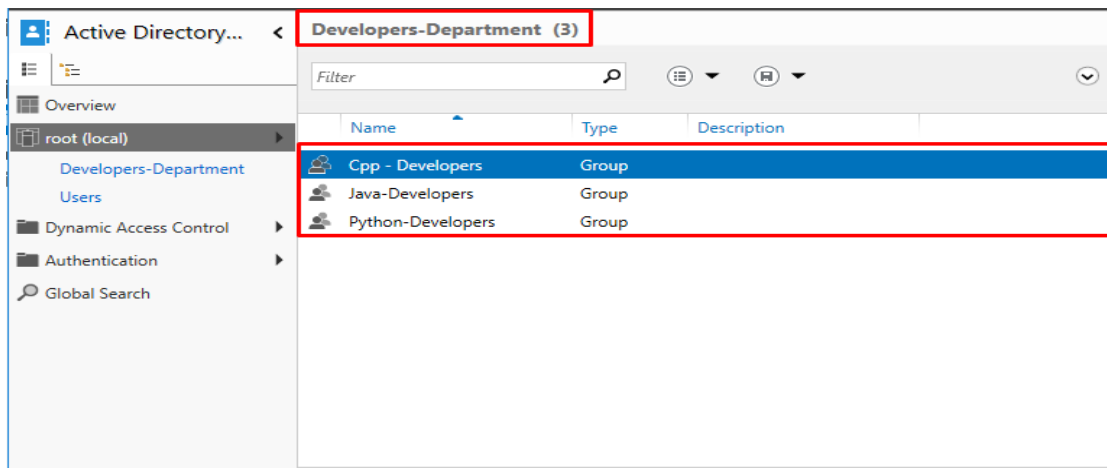 Active Directory...
Developers-Department (3)
Filter
Overview
root (local)
Developers-Department
Users
Dynamic Access Control
Authentication
Global Search
Name Type Description
Cpp - Developers Group
Java-Developers Group
Python-Developers Group